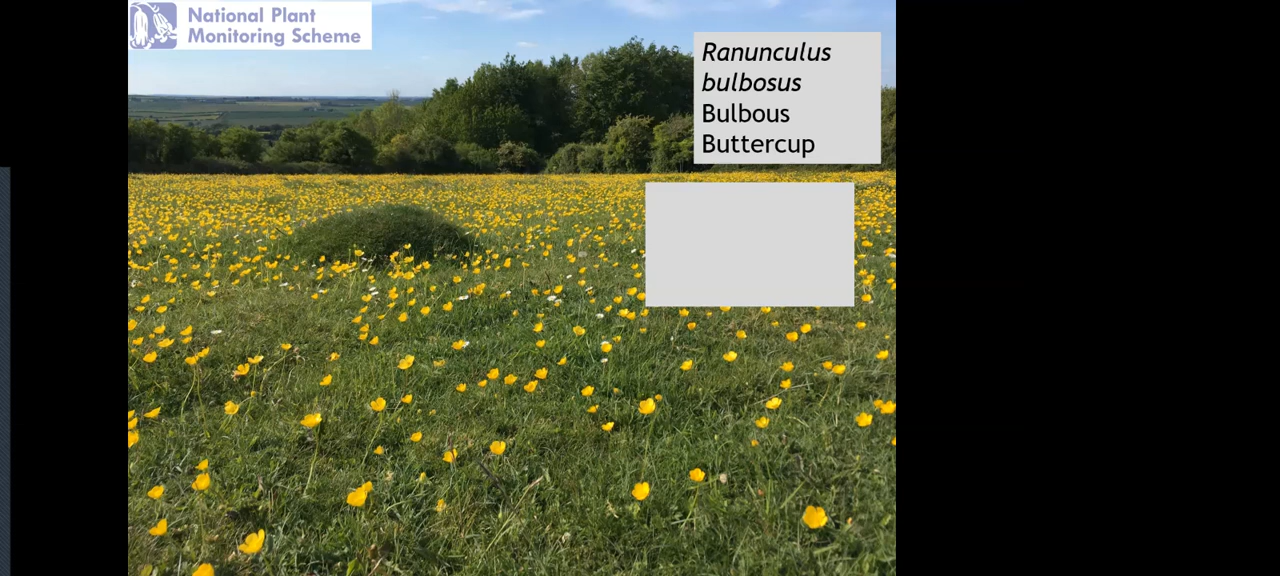 National Plant
Monitoring Scheme
Ranunculus
bulbosus
Bulbous
Buttercup